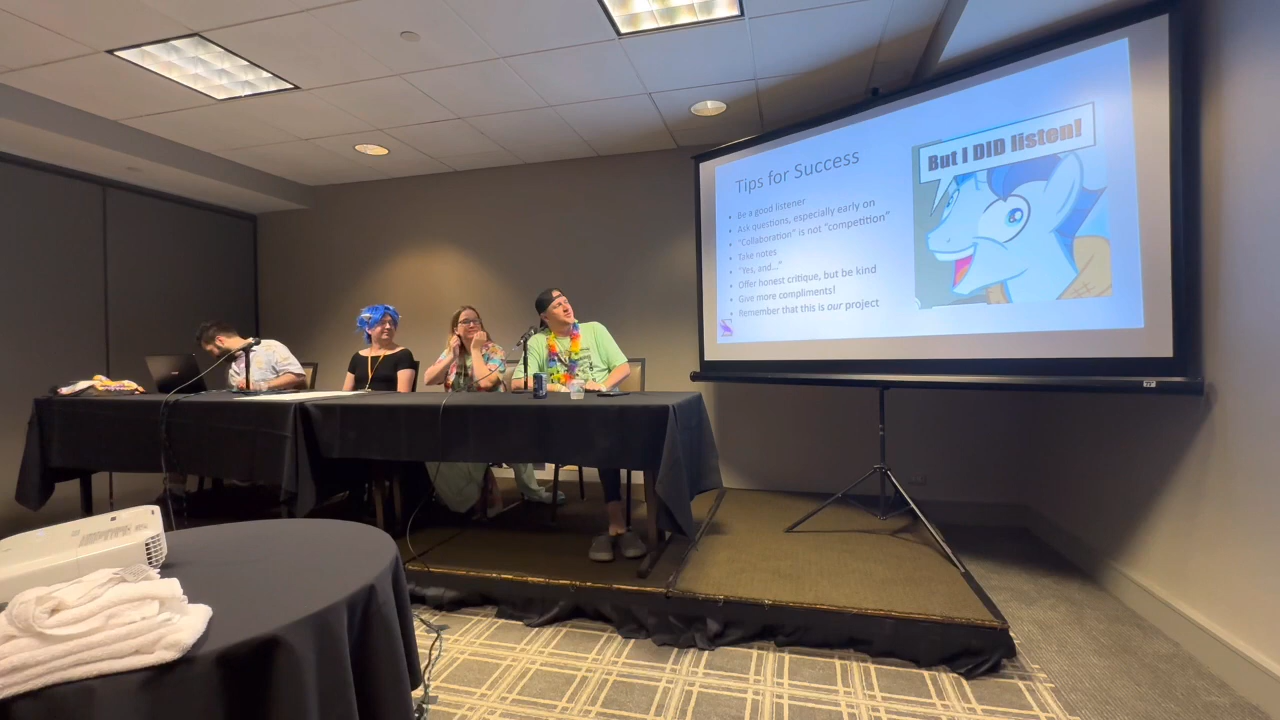 Tips for Success
• Be a good listener
• Ask questions, especially early on
• "Collaboration" is not "competition"
• Take notes
• "Yes, and…"
• Offer honest critique, but be kind
• Give more compliments!
• Remember that this is our project
But I DID listen!